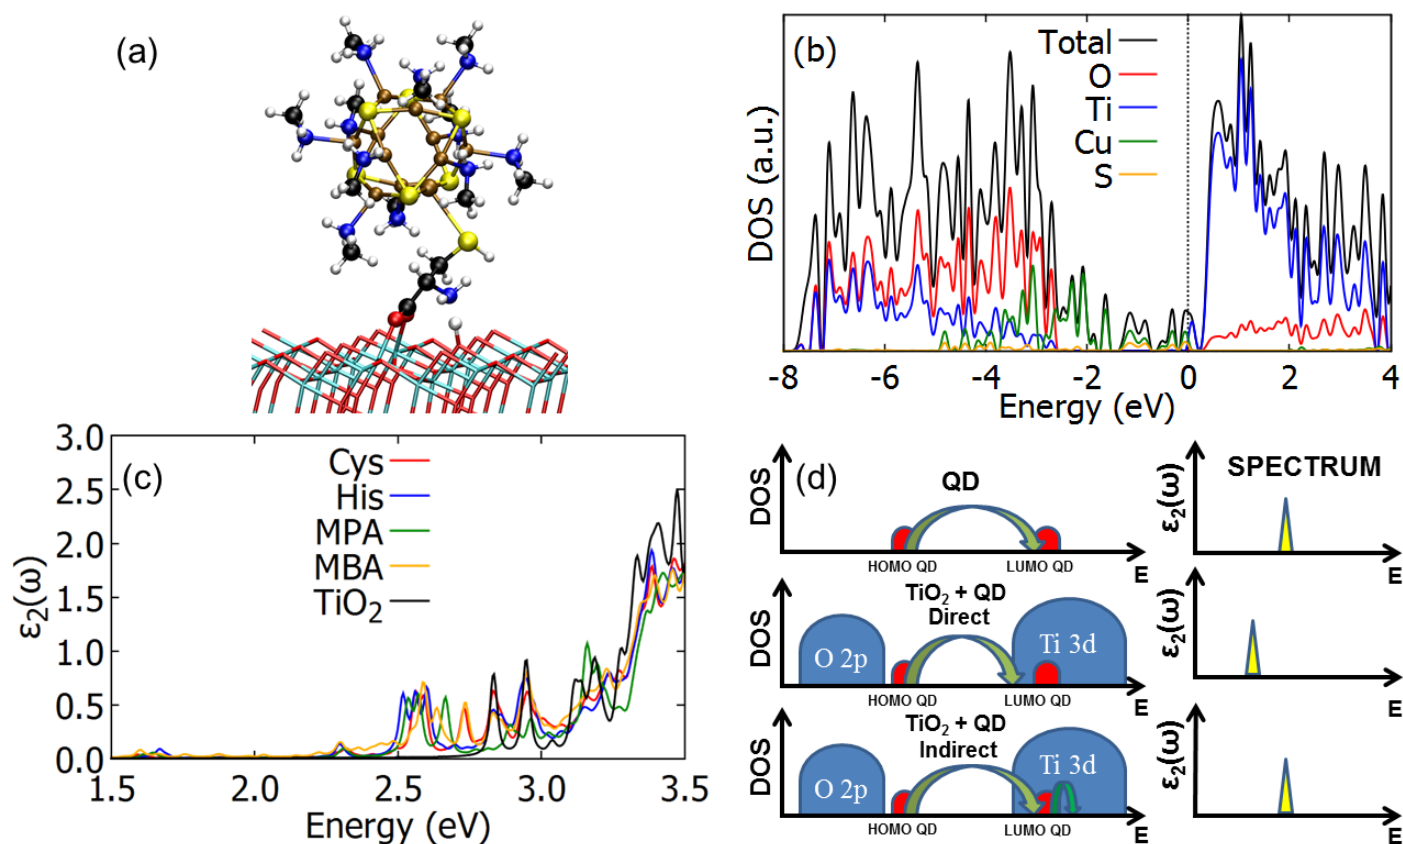 (a)
(b)
Total
O
Ti
Cu
S
DOS (a.u.)
-8 -6 -4 -2 0 2 4
Energy (eV)
(c)
Cys
His
MPA
MBA
TiO₂
ε₂(ω)
3.0
2.5
2.0
1.5
1.0
0.5
0.0
1.5 2.0 2.5 3.0 3.5
Energy (eV)
(d)
DOS
QD
HOMO QD
LUMO QD
E
SPECTRUM
ε₂(ω)
E
DOS
TiO₂ + QD
Direct
O 2p
Ti 3d
HOMO QD
LUMO QD
E
ε₂(ω)
E
DOS
TiO₂ + QD
Indirect
O 2p
Ti 3d
HOMO QD
LUMO QD
E
ε₂(ω)
E